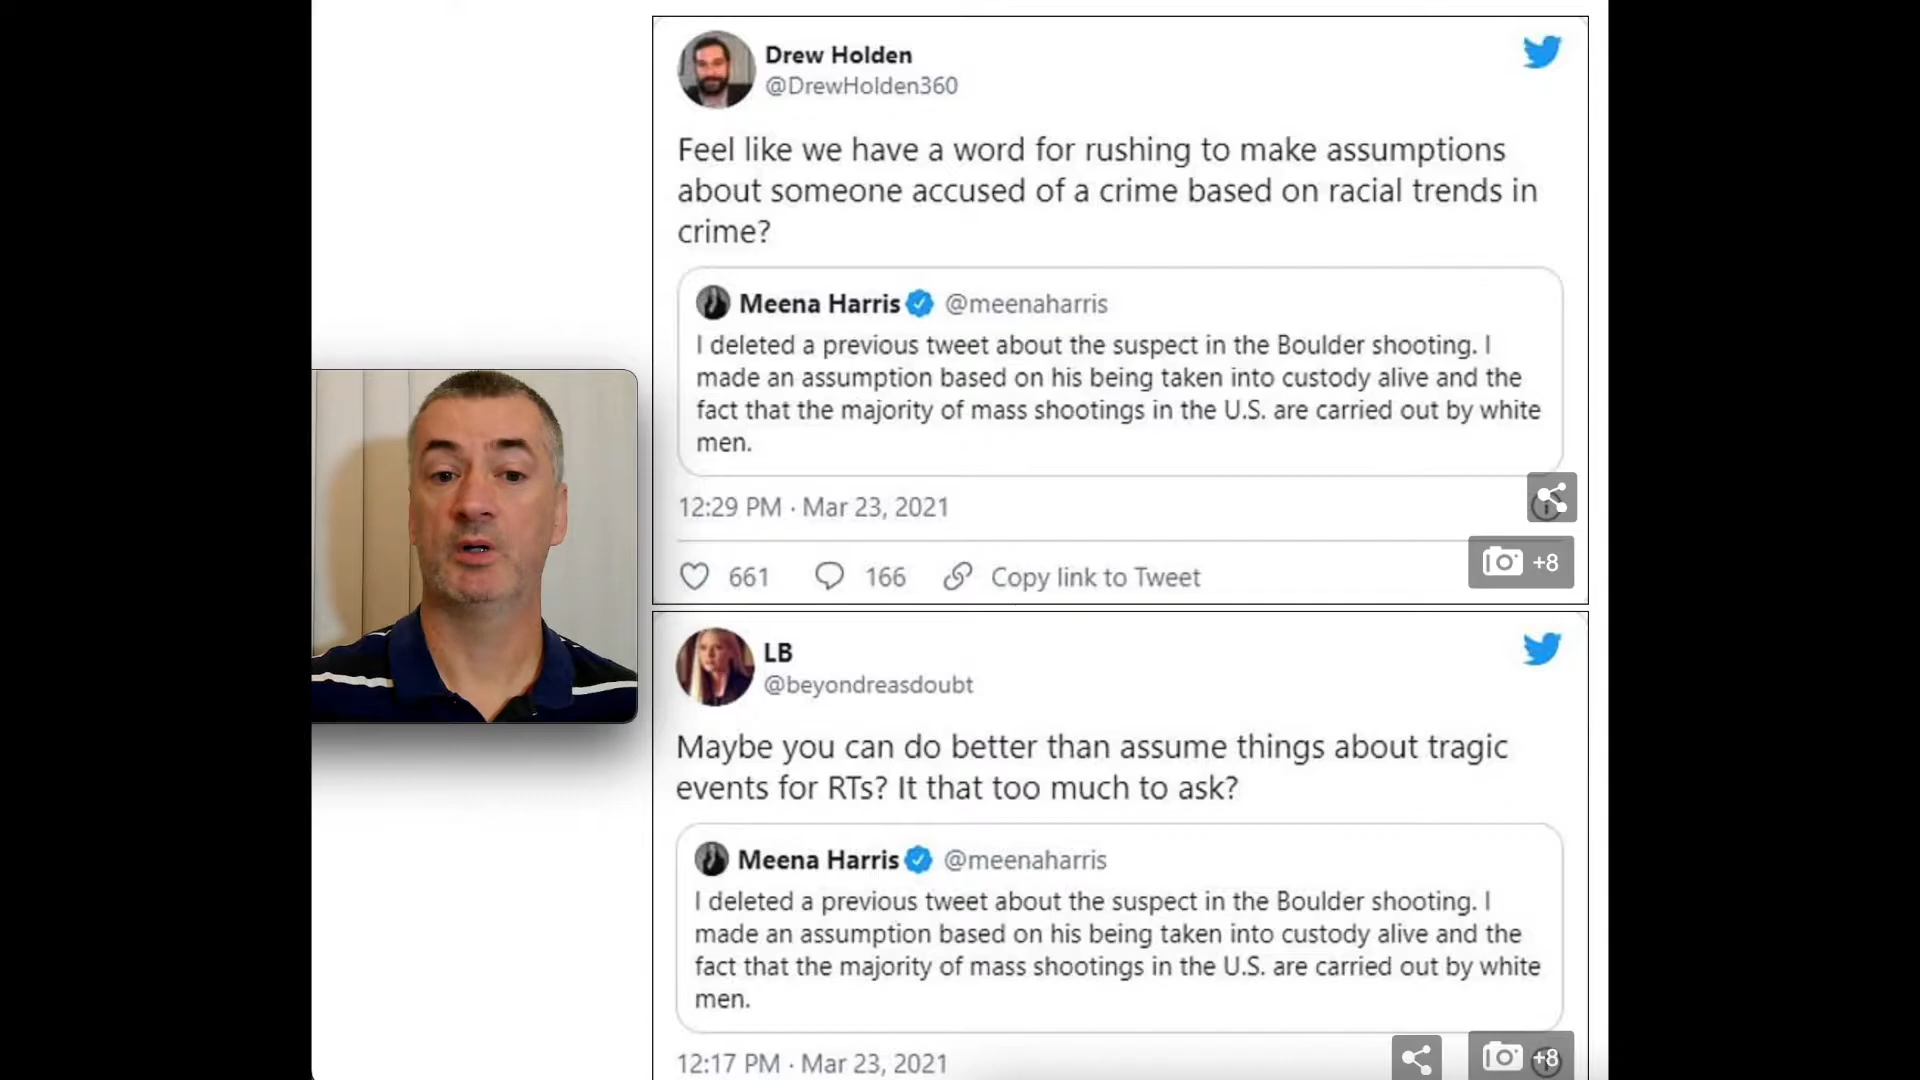 Drew Holden
@DrewHolden360
Feel like we have a word for rushing to make assumptions
about someone accused of a crime based on racial trends in
crime?
Meena Harris @meenaharris
I deleted a previous tweet about the suspect in the Boulder shooting. I
made an assumption based on his being taken into custody alive and the
fact that the majority of mass shootings in the U.S. are carried out by white
men.
12:29 PM · Mar 23, 2021
+8
661 166 Copy link to Tweet
LB
@beyondreasdoubt
Maybe you can do better than assume things about tragic
events for RTs? It that too much to ask?
Meena Harris @meenaharris
I deleted a previous tweet about the suspect in the Boulder shooting. I
made an assumption based on his being taken into custody alive and the
fact that the majority of mass shootings in the U.S. are carried out by white
men.
12:17 PM · Mar 23, 2021
+8